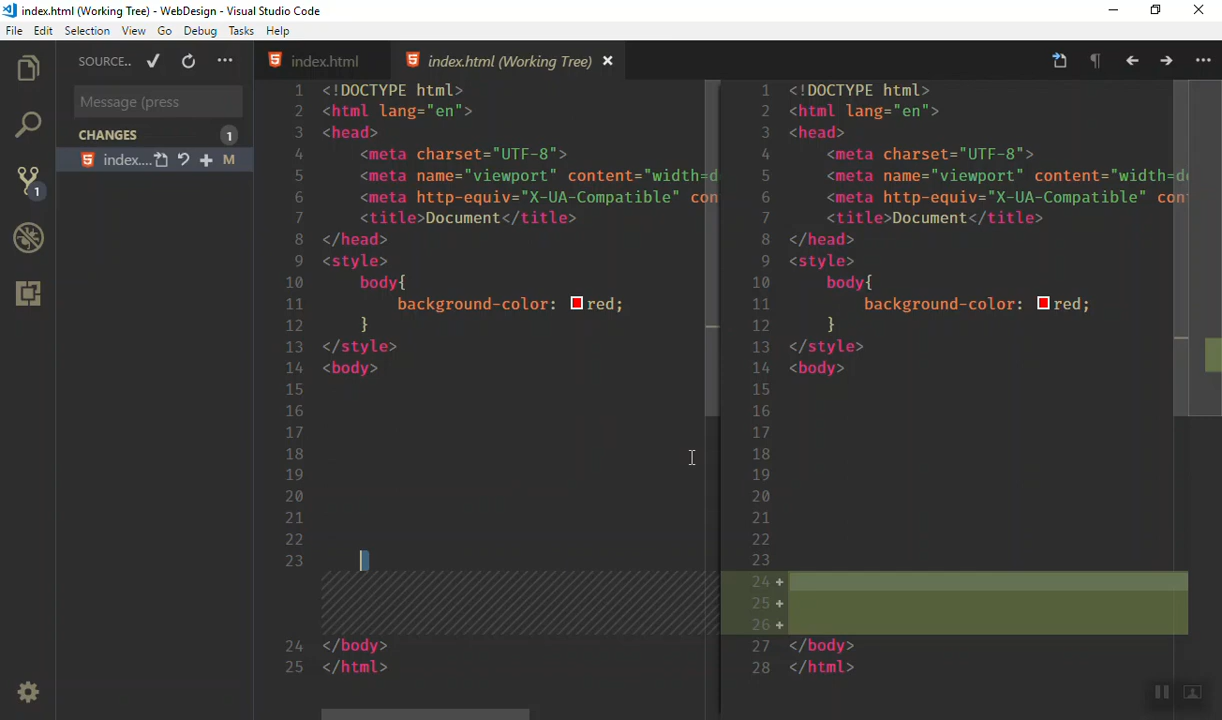 index.html (Working Tree) - WebDesign - Visual Studio Code
File Edit Selection View Go Debug Tasks Help
SOURCE..
index.html
index.html (Working Tree)
Message (press
CHANGES 1
index.... M
1
1 <!DOCTYPE html>
2 <html lang="en">
3 <head>
4 <meta charset="UTF-8">
5 <meta name="viewport" content="width=d
6 <meta http-equiv="X-UA-Compatible" con
7 <title>Document</title>
8 </head>
9 <style>
10 body{
11 background-color: red;
12 }
13 </style>
14 <body>
15
16
17
18
19
20
21
22
23
24 </body>
25 </html>
1 <!DOCTYPE html>
2 <html lang="en">
3 <head>
4 <meta charset="UTF-8">
5 <meta name="viewport" content="width=d
6 <meta http-equiv="X-UA-Compatible" con
7 <title>Document</title>
8 </head>
9 <style>
10 body{
11 background-color: red;
12 }
13 </style>
14 <body>
15
16
17
18
19
20
21
22
23
24 +
25 +
26 +
27 </body>
28 </html>